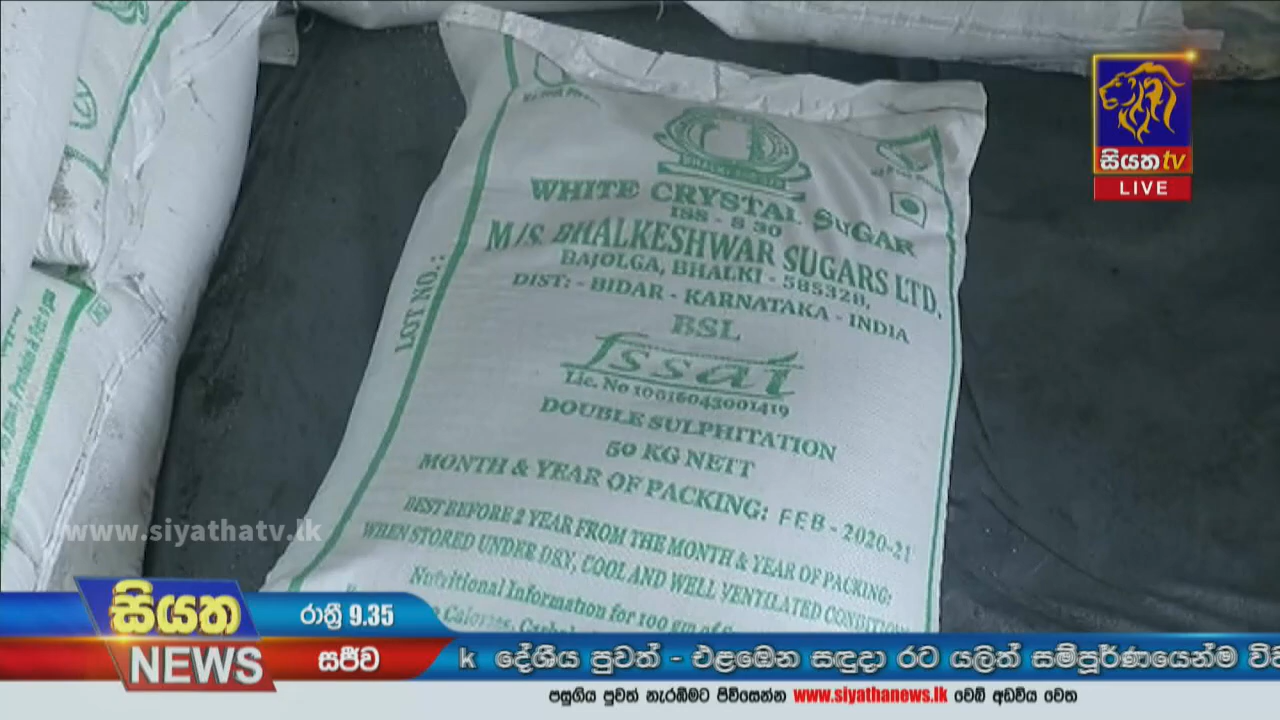 WHITE CRYSTAL SUGAR
ISS - S 30
M/S. BHALKESHWAR SUGARS LTD.
BAJOLGA, BHALKI - 585328,
DIST: - BIDAR - KARNATAKA - INDIA
BSL
fssai
Lic. No 10016043001419
DOUBLE SULPHITATION
50 KG NETT
MONTH & YEAR OF PACKING: FEB - 2020-21
BEST BEFORE 2 YEAR FROM THE MONTH & YEAR OF PACKING:
WHEN STORED UNDER DRY, COOL AND WELL VENTILATED CONDITION
Nutritional Information for 100 gm of
LOT NO. :
සියත tv
LIVE
www.siyathatv.lk
සියත
NEWS
රාත්‍රී 9.35
සජීව
k දේශීය පුවත් - එළඹෙන සඳුදා රට යලිත් සම්පූර්ණයෙන්ම
පසුගිය පුවත් නැරඹීමට පිවිසෙන්න www.siyathanews.lk වෙබ් අඩවිය වෙත